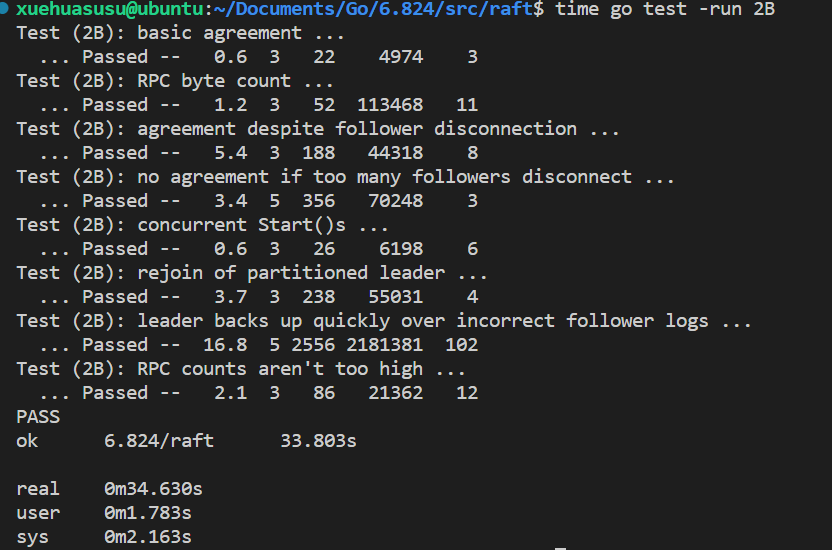 xuehuasusu@ubuntu:~/Documents/Go/6.824/src/raft$ time go test -run 2B
Test (2B): basic agreement ...
  ... Passed --   0.6  3   22    4974    3
Test (2B): RPC byte count ...
  ... Passed --   1.2  3   52  113468   11
Test (2B): agreement despite follower disconnection ...
  ... Passed --   5.4  3  188   44318    8
Test (2B): no agreement if too many followers disconnect ...
  ... Passed --   3.4  5  356   70248    3
Test (2B): concurrent Start()s ...
  ... Passed --   0.6  3   26    6198    6
Test (2B): rejoin of partitioned leader ...
  ... Passed --   3.7  3  238   55031    4
Test (2B): leader backs up quickly over incorrect follower logs ...
  ... Passed --  16.8  5 2556 2181381  102
Test (2B): RPC counts aren't too high ...
  ... Passed --   2.1  3   86   21362   12
PASS
ok      6.824/raft      33.803s

real    0m34.630s
user    0m1.783s
sys     0m2.163s